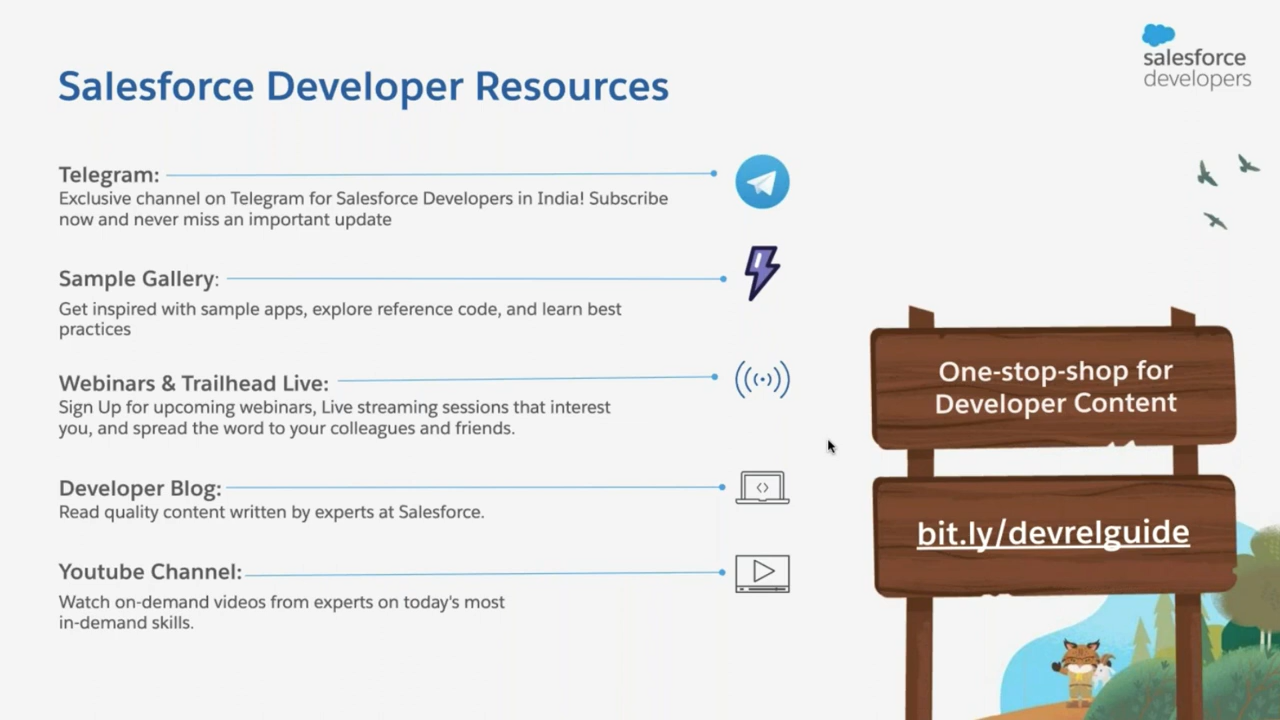 salesforce
developers
Salesforce Developer Resources
Telegram:
Exclusive channel on Telegram for Salesforce Developers in India! Subscribe
now and never miss an important update
Sample Gallery:
Get inspired with sample apps, explore reference code, and learn best
practices
Webinars & Trailhead Live:
Sign Up for upcoming webinars, Live streaming sessions that interest
you, and spread the word to your colleagues and friends.
Developer Blog:
Read quality content written by experts at Salesforce.
Youtube Channel:
Watch on-demand videos from experts on today's most
in-demand skills.
One-stop-shop for
Developer Content
bit.ly/devrelguide